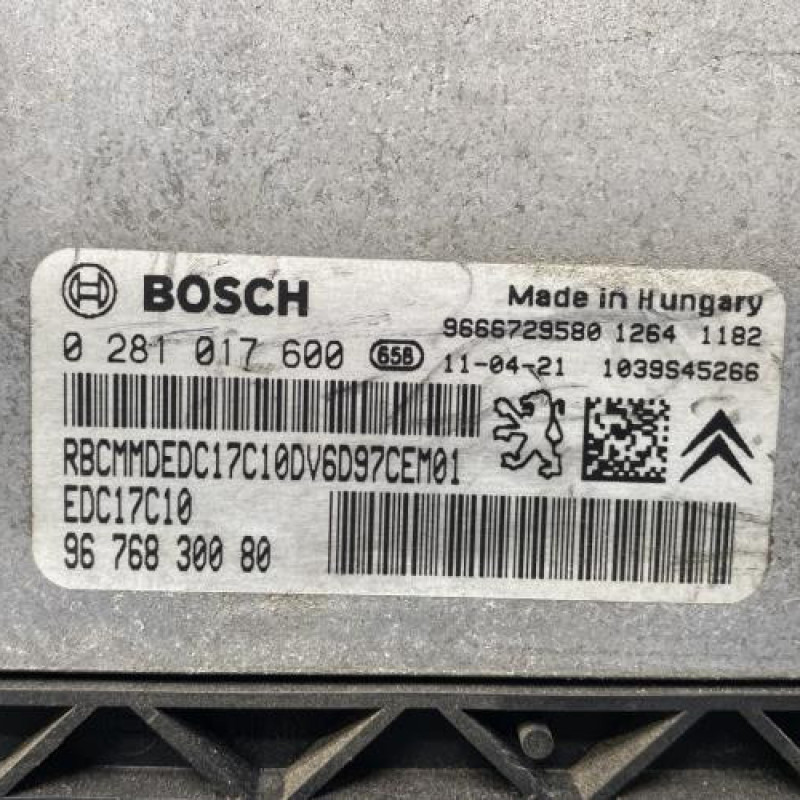 BOSCH
Made in Hungary
9666729580 1264 1182
0 281 017 600 656
11-04-21 1039S45266
RBCMMDEDC17C10DV6D97CEM01
EDC17C10
96 768 300 80